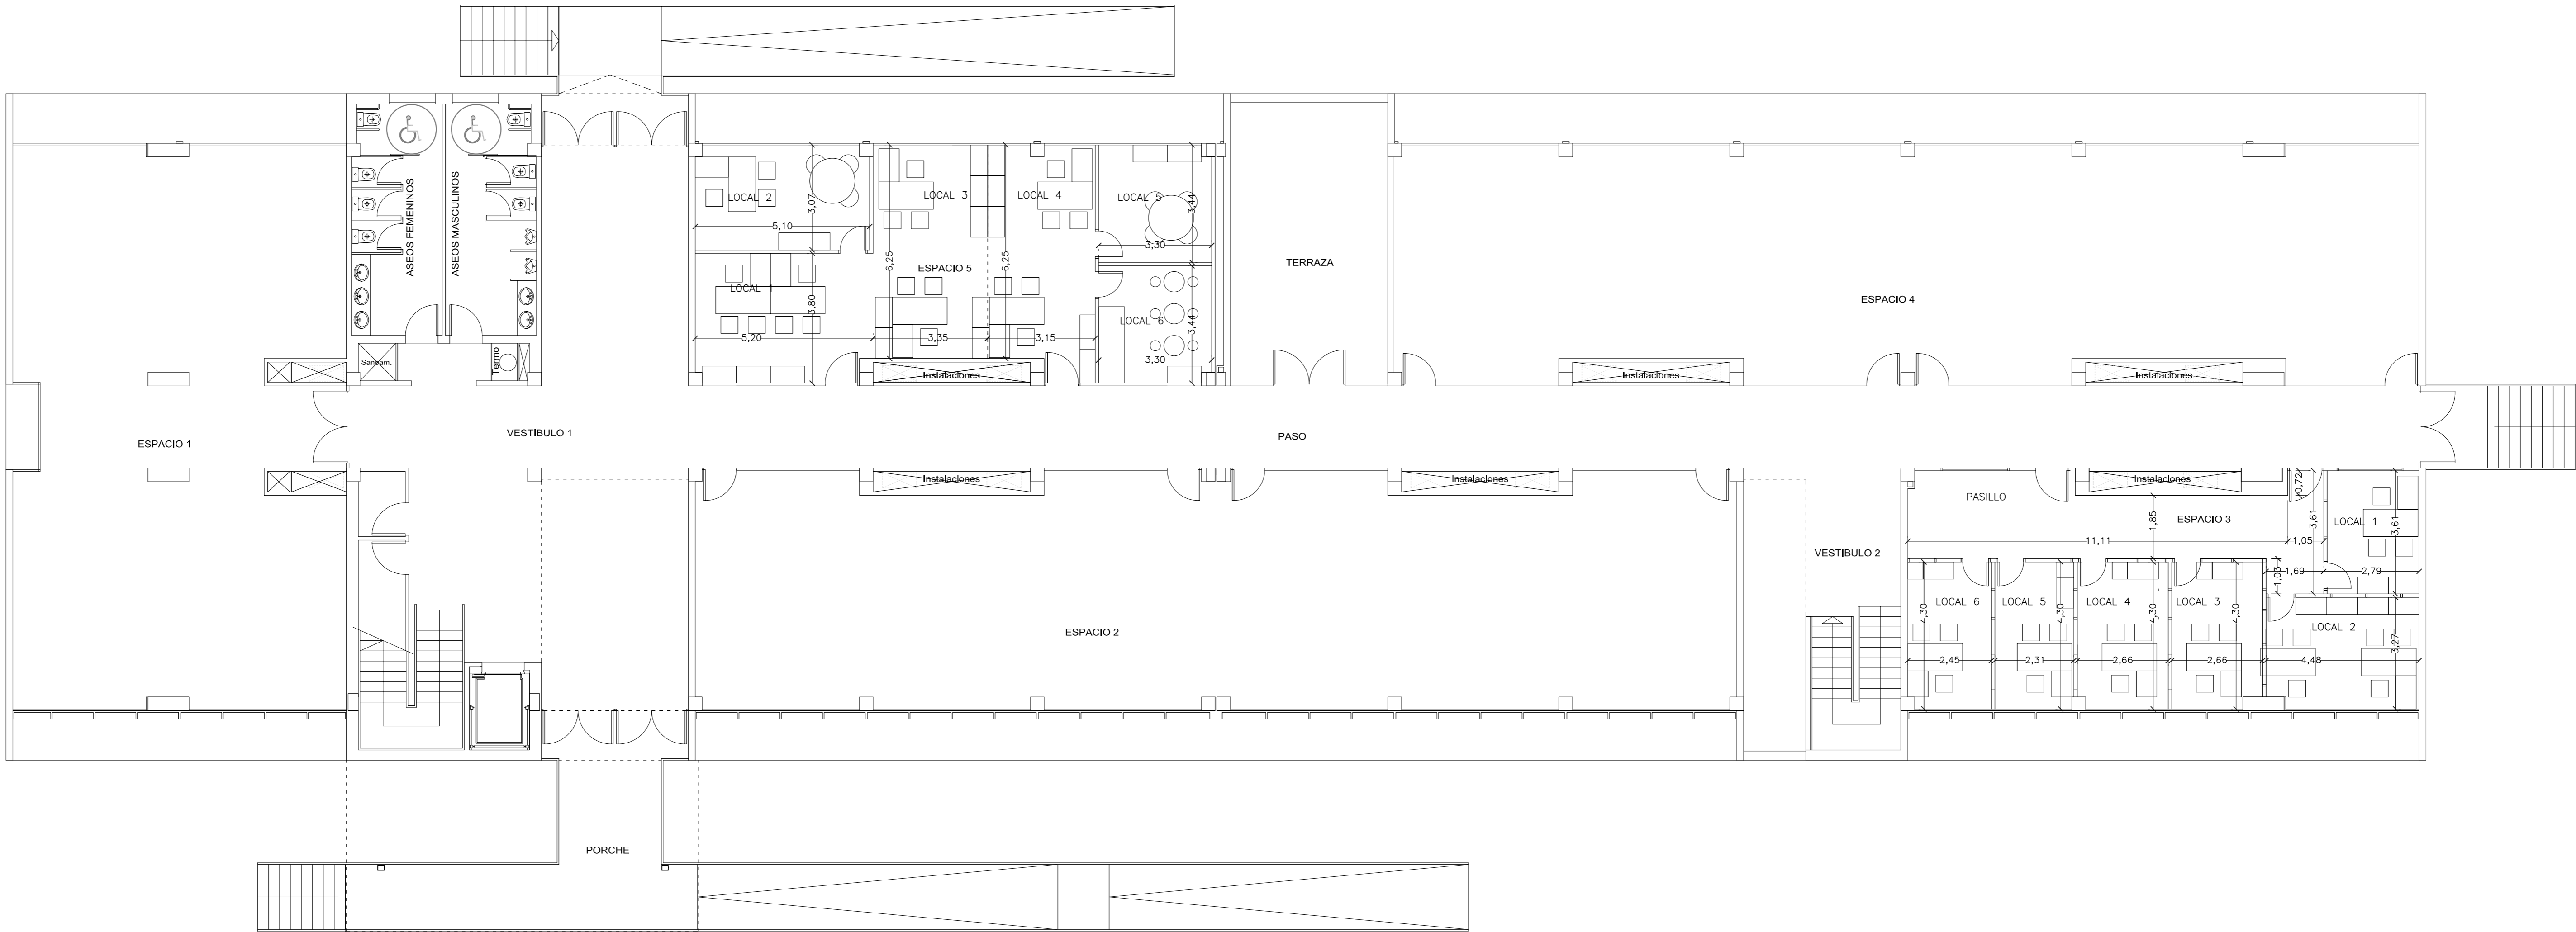 ASEOS FEMENINOS
ASEOS MASCULINOS
Saneam.
Termo
LOCAL 2
3,07
5,10
LOCAL 1
3,80
5,20
LOCAL 3
LOCAL 4
6,25
ESPACIO 5
6,25
3,35
3,15
Instalaciones
LOCAL 5
3,44
3,30
LOCAL 6
3,44
3,30
TERRAZA
ESPACIO 4
Instalaciones
Instalaciones
ESPACIO 1
VESTIBULO 1
PASO
Instalaciones
Instalaciones
ESPACIO 2
VESTIBULO 2
PASILLO
Instalaciones
0,72
ESPACIO 3
1,85
3,61
LOCAL 1
3,61
11,11
1,05
1,03
1,69
2,79
LOCAL 6
LOCAL 5
LOCAL 4
LOCAL 3
4,30
4,30
4,30
4,30
LOCAL 2
3,27
2,45
2,31
2,66
2,66
4,48
PORCHE